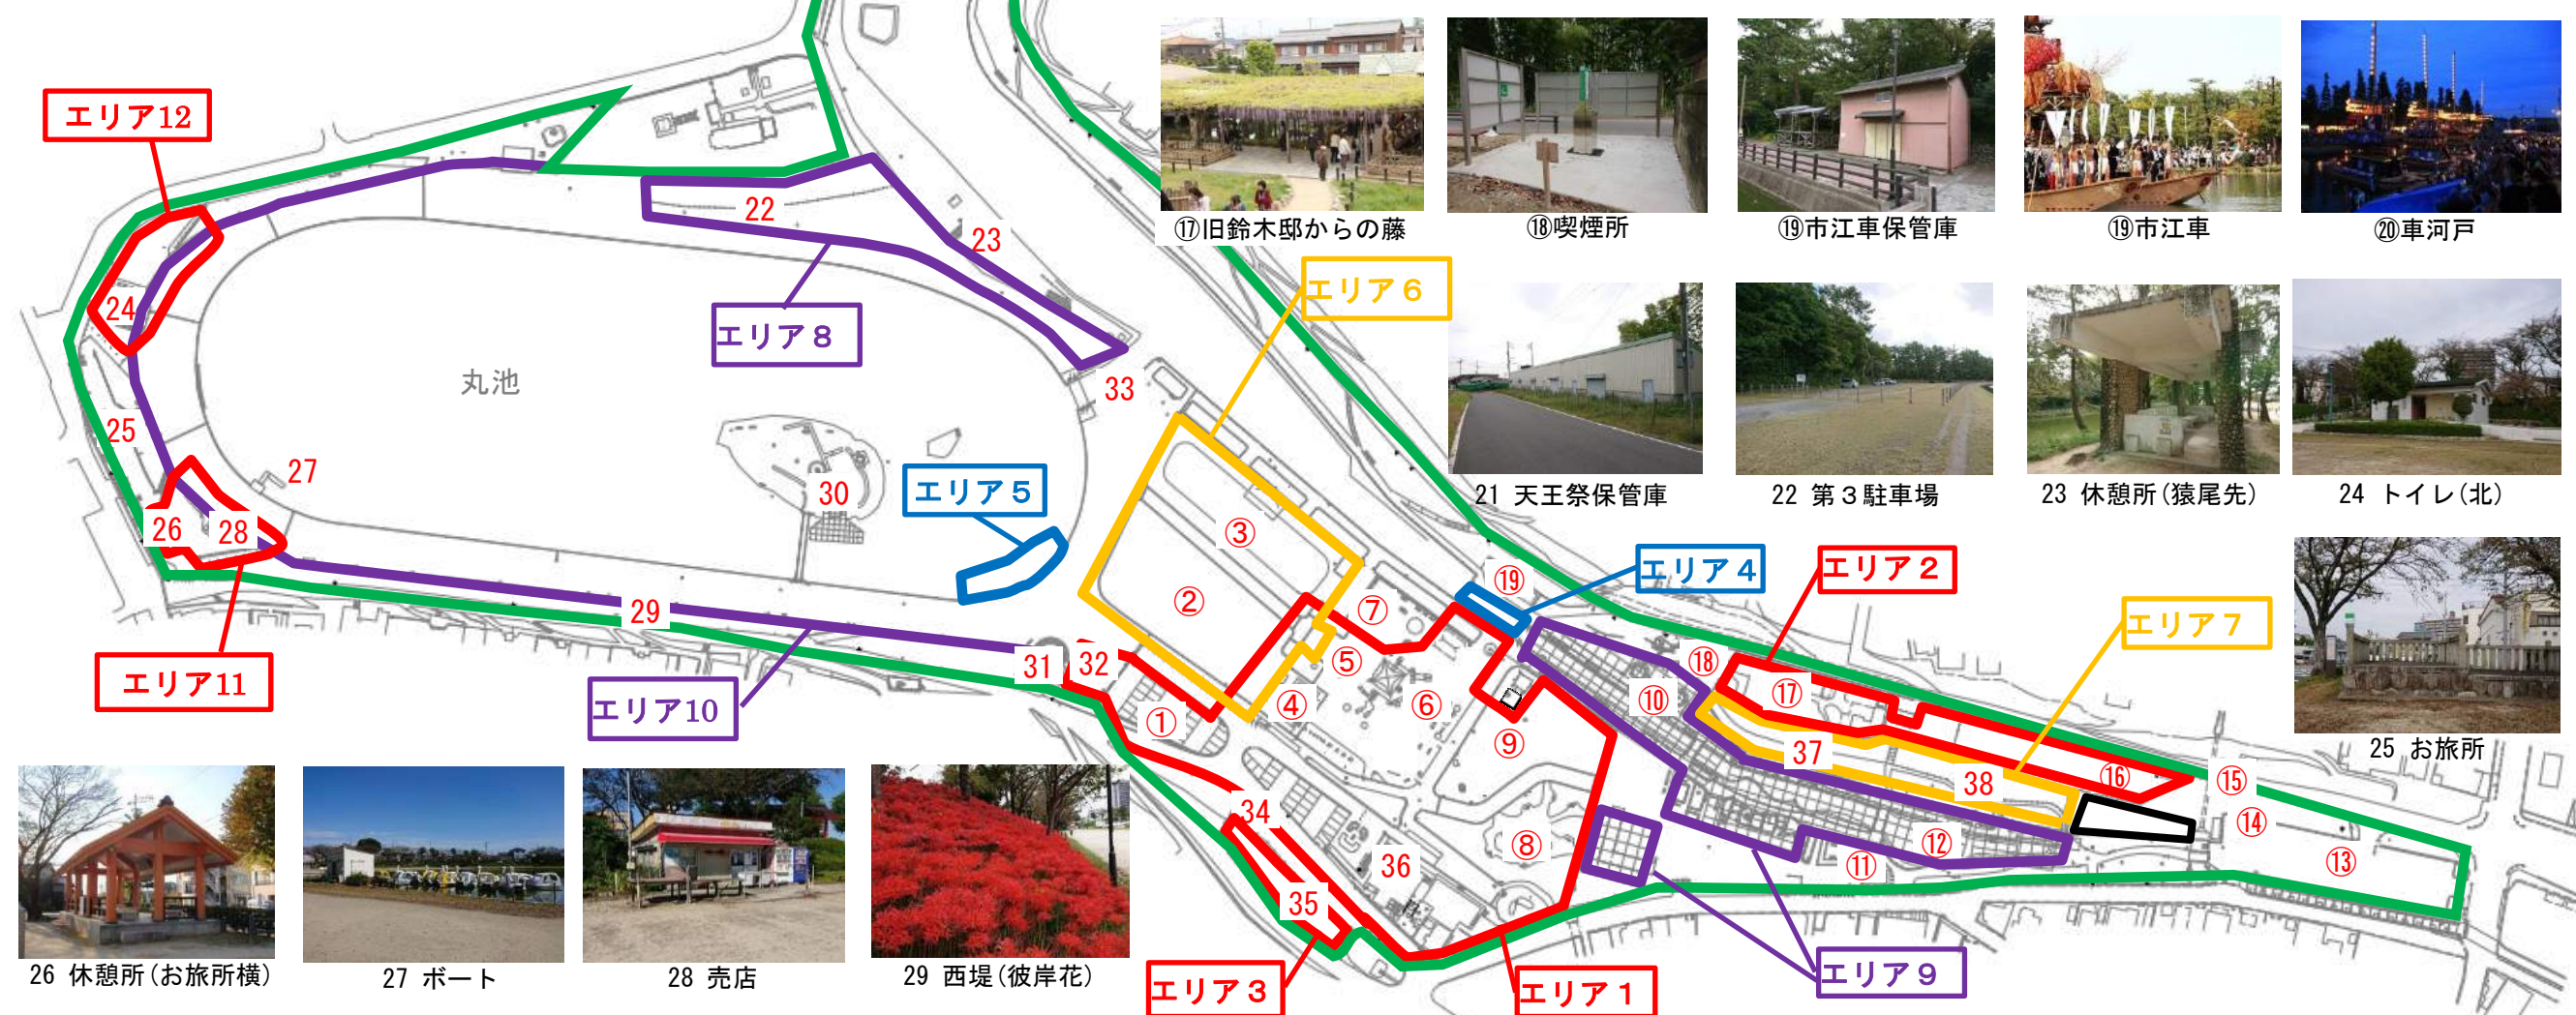 ⑰旧鈴木邸からの藤
⑱喫煙所
⑲市江車保管庫
⑲市江車
⑳車河戸
21 天王祭保管庫
22 第3駐車場
23 休憩所(猿尾先)
24 トイレ(北)
25 お旅所
26 休憩所(お旅所横)
27 ボート
28 売店
29 西堤(彼岸花)
エリア12
エリア8
エリア6
エリア5
エリア4
エリア2
エリア7
エリア11
エリア10
エリア3
エリア1
エリア9
丸池
22
23
24
25
26
27
28
29
30
31
32
33
34
35
36
37
38
①
②
③
④
⑤
⑥
⑦
⑧
⑨
⑩
⑪
⑫
⑬
⑭
⑮
⑯
⑰
⑱
⑲